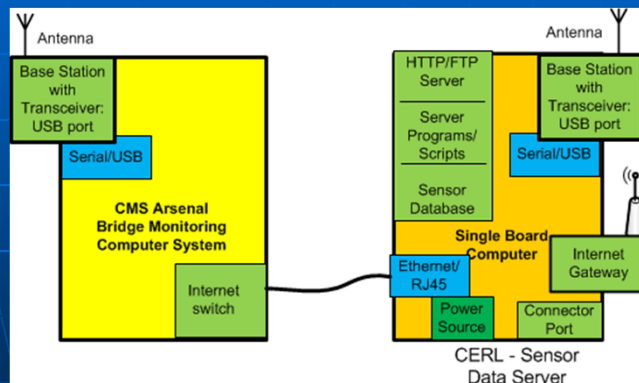 Antenna
Base Station
with
Transceiver:
USB port
Serial/USB
CMS Arsenal
Bridge Monitoring
Computer System
Internet
switch
HTTP/FTP
Server
Server
Programs/
Scripts
Sensor
Database
Antenna
Base Station
with
Transceiver:
USB port
Serial/USB
Single Board
Computer
Ethernet/
RJ45
Internet
Gateway
Power
Source
Connector
Port
CERL - Sensor
Data Server